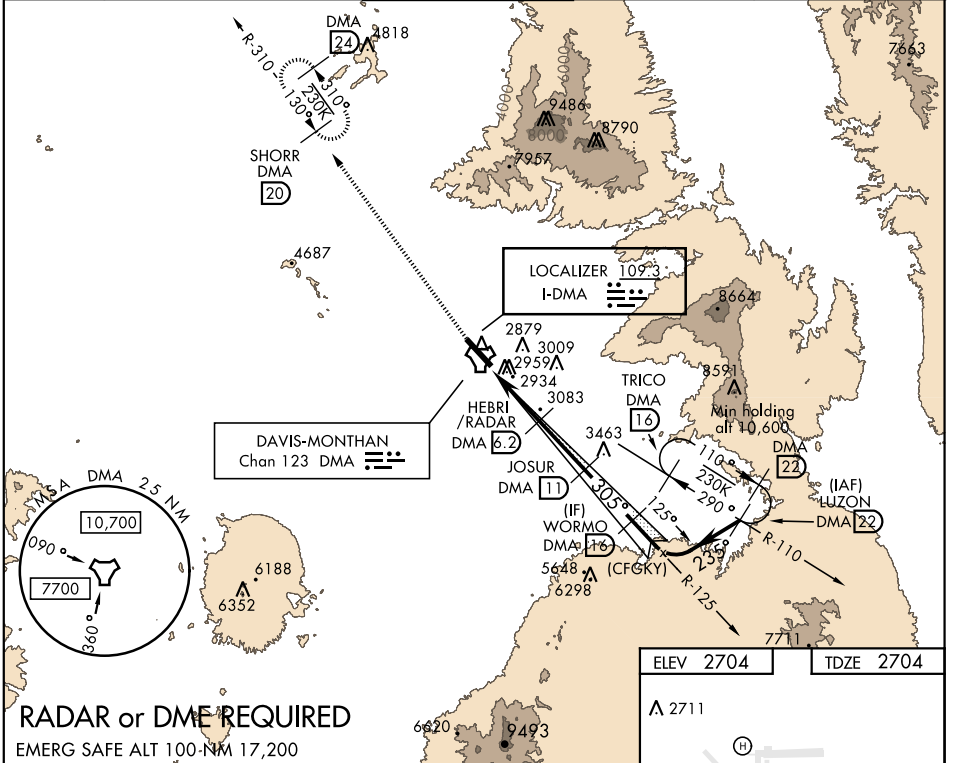 DMA
24
4818
7663
R-310
310°
230K
130°
6000
6000
9486
8000
8790
7957
SHORR
DMA
20
4687
LOCALIZER 109.3
I-DMA
8664
2879
3009
2959
2934
8591
TRICO
DMA
16
Min holding
alt 10,600
3083
HEBRI
/RADAR
DMA 6.2
3463
DMA
22
110°
230K
290°
DAVIS-MONTHAN
Chan 123 DMA
JOSUR
DMA 11
305°
125°
(IAF)
LUZON
DMA 22
(IF)
WORMO
DMA 16
235°
R-110
(CFGKY)
R-125
5648
6298
MSA DMA 25 NM
10,700
090°
7700
360°
6188
6352
7711
ELEV 2704
TDZE 2704
2711
H
RADAR or DME REQUIRED
EMERG SAFE ALT 100-NM 17,200
6620
9493